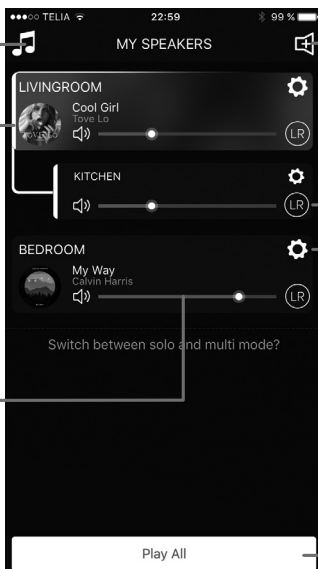 TELIA 22:59 99 %
MY SPEAKERS
LIVINGROOM
Cool Girl
Tove Lo
LR
KITCHEN
LR
BEDROOM
My Way
Calvin Harris
LR
Switch between solo and multi mode?
Play All